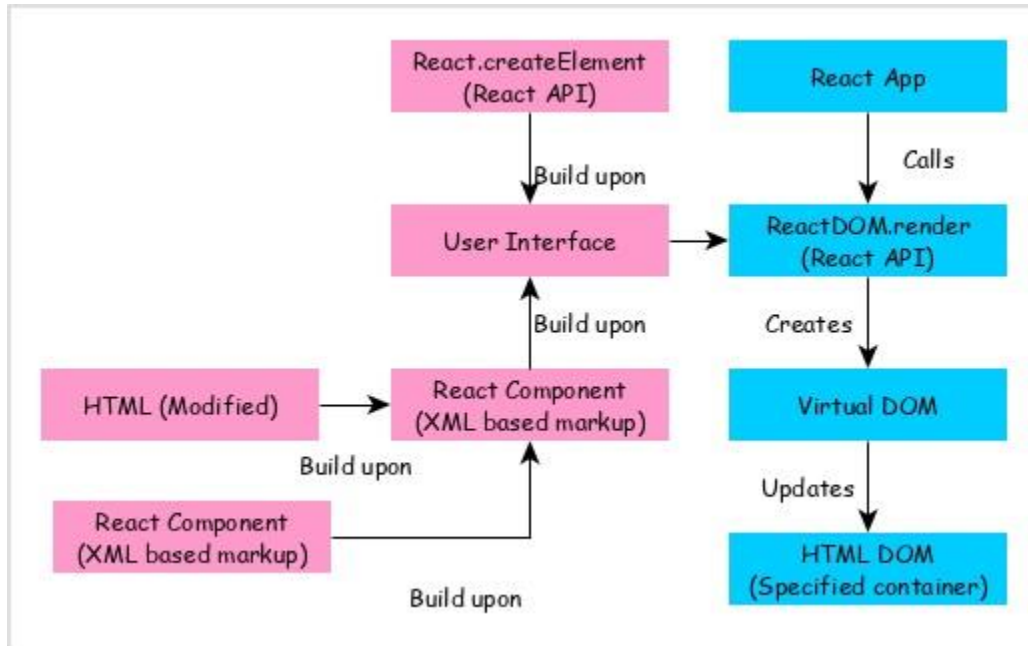 React.createElement
(React API)
React App
Build upon
Calls
User Interface
ReactDOM.render
(React API)
Build upon
Creates
HTML (Modified)
React Component
(XML based markup)
Virtual DOM
Build upon
Updates
React Component
(XML based markup)
HTML DOM
(Specified container)
Build upon